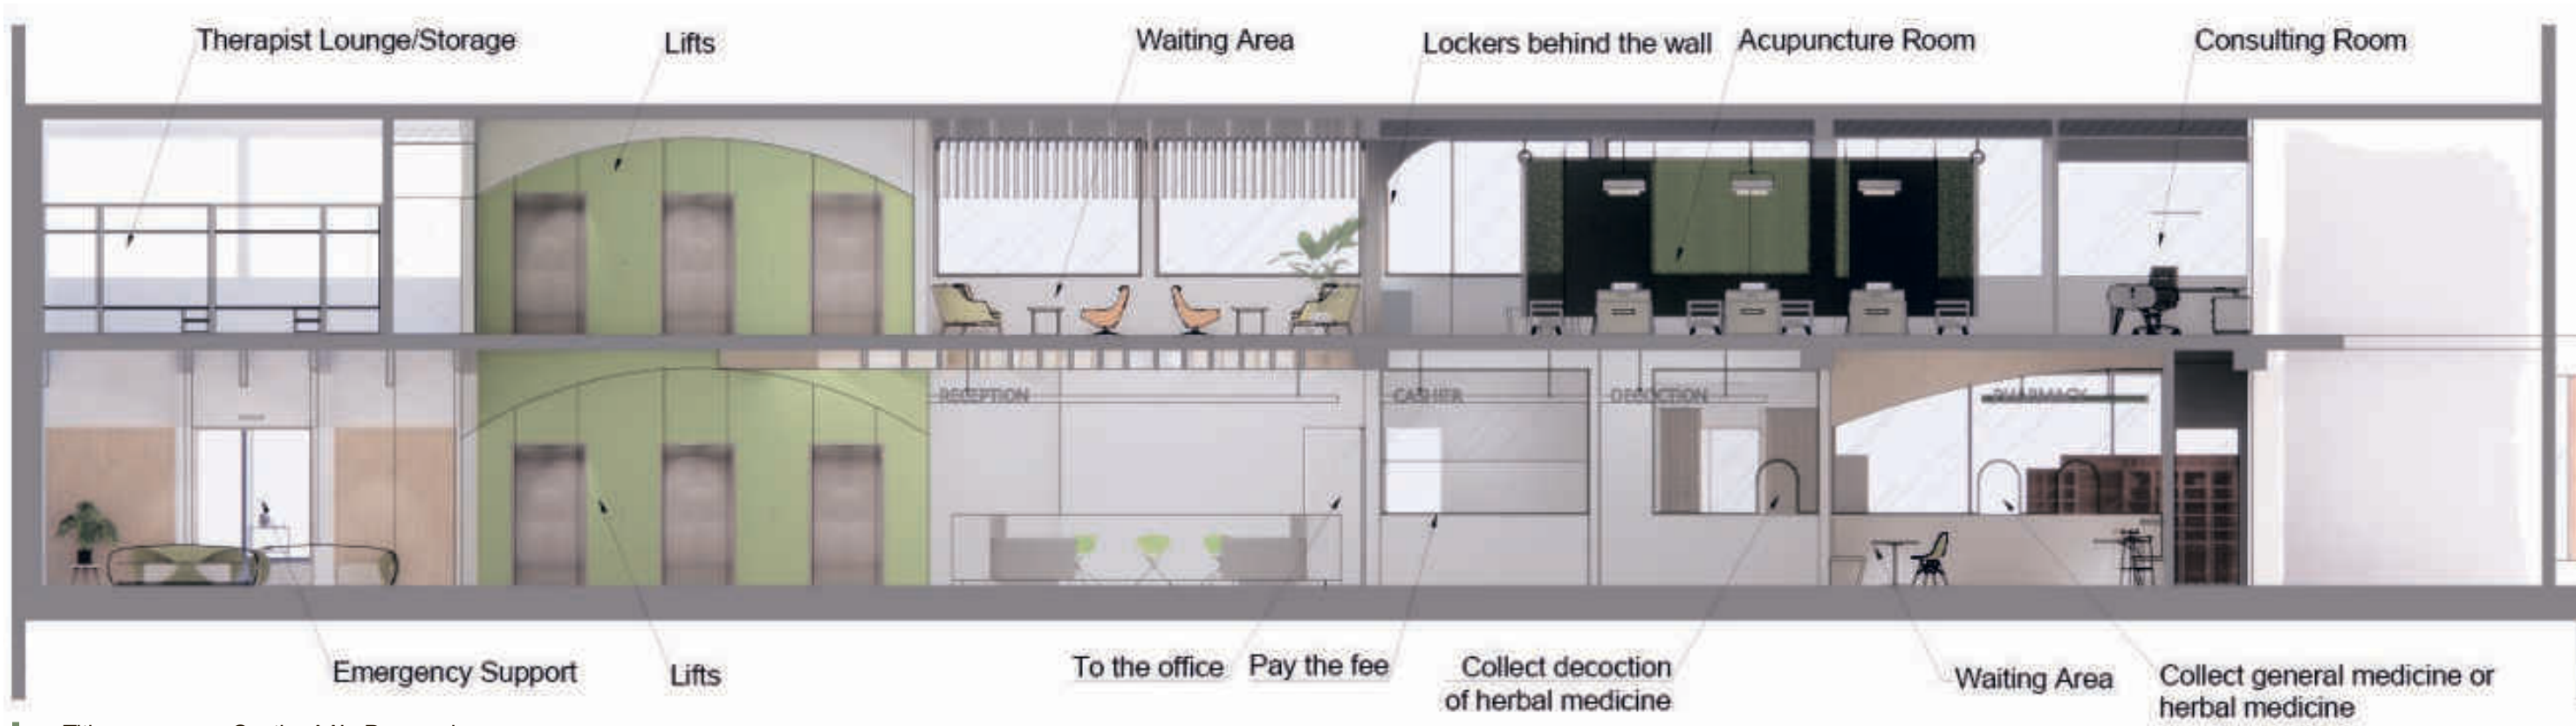 Therapist Lounge/Storage
Lifts
Waiting Area
Lockers behind the wall
Acupuncture Room
Consulting Room
RECEPTION
CASHIER
DECOCTION
PHARMACY
Emergency Support
Lifts
To the office
Pay the fee
Collect decoction
of herbal medicine
Waiting Area
Collect general medicine or
herbal medicine